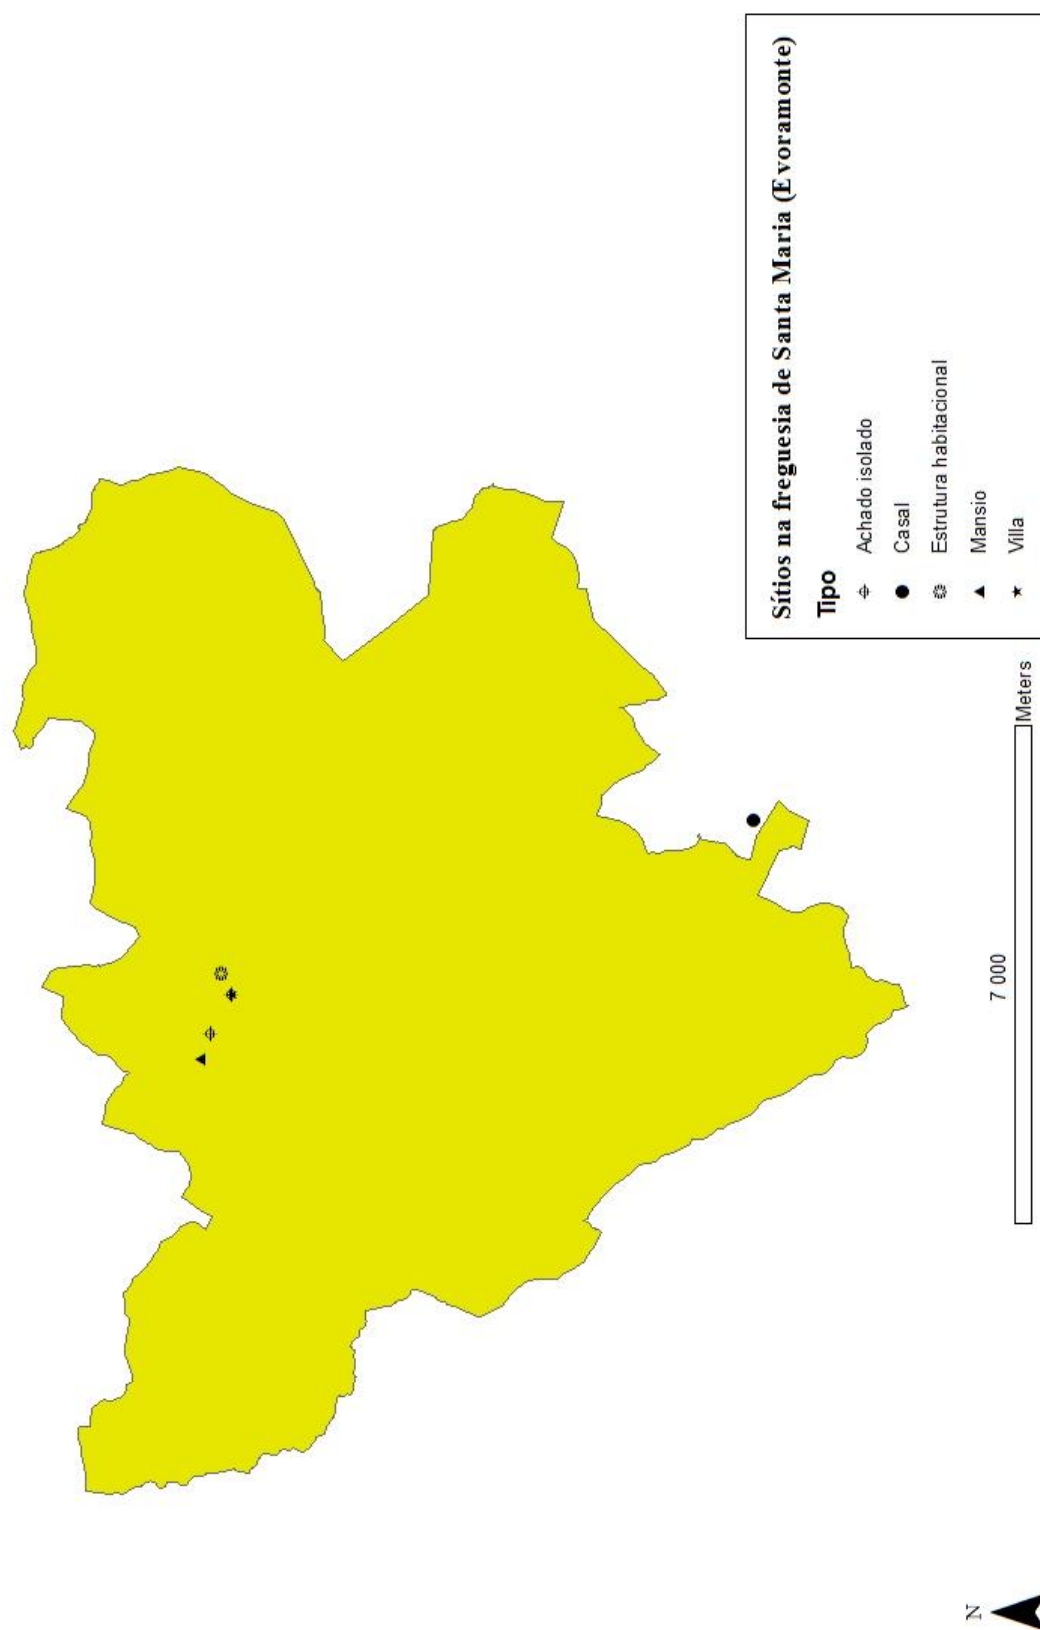 Sítios na freguesia de Santa Maria (Evoramonte)
Tipo
Achado isolado
Casal
Estrutura habitacional
Mansio
Villa
7 000
Meters
N